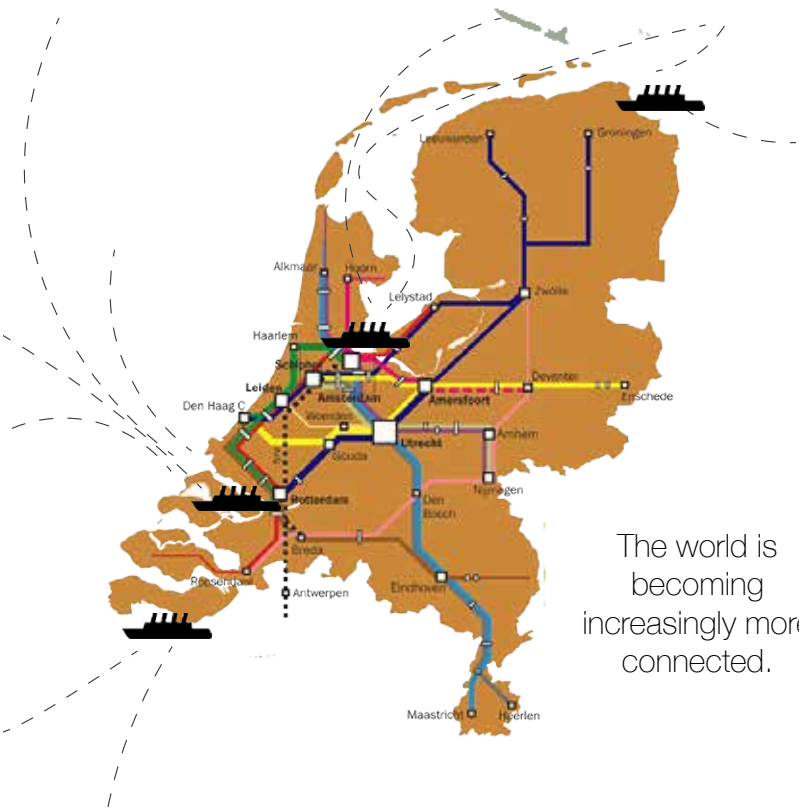 Leeuwarden
Groningen
Alkmaar
Hoorn
Lelystad
Zwolle
Haarlem
Schiphol
Leiden
Amsterdam
Deventer
Enschede
Amersfoort
Den Haag C
Woerden
Utrecht
Arnhem
Gouda
Nijmegen
Rotterdam
Den
Bosch
Breda
Roosendaal
Eindhoven
Antwerpen
Maastricht
Heerlen
The world is
becoming
increasingly more
connected.